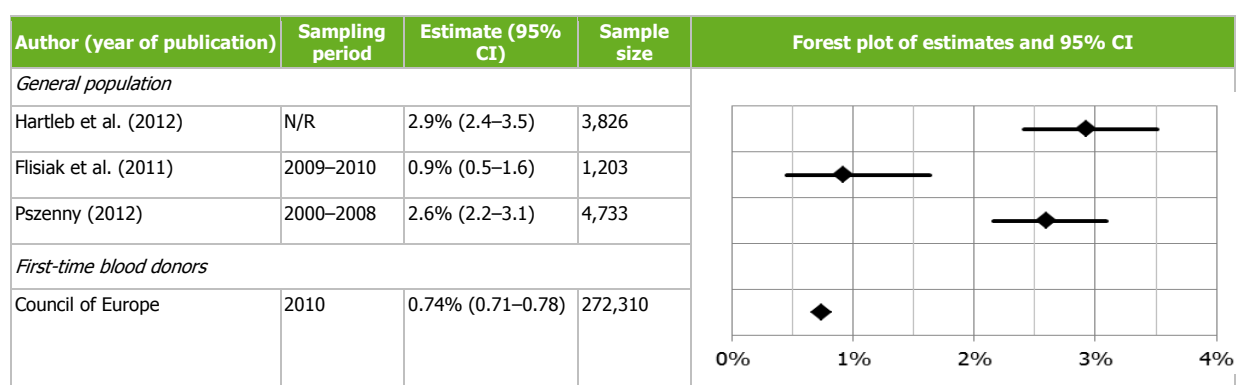 Author (year of publication) Sampling period Estimate (95% CI) Sample size Forest plot of estimates and 95% CI
General population
Hartleb et al. (2012) N/R 2.9% (2.4–3.5) 3,826
Flisiak et al. (2011) 2009–2010 0.9% (0.5–1.6) 1,203
Pszenny (2012) 2000–2008 2.6% (2.2–3.1) 4,733
First-time blood donors
Council of Europe 2010 0.74% (0.71–0.78) 272,310
0% 1% 2% 3% 4%